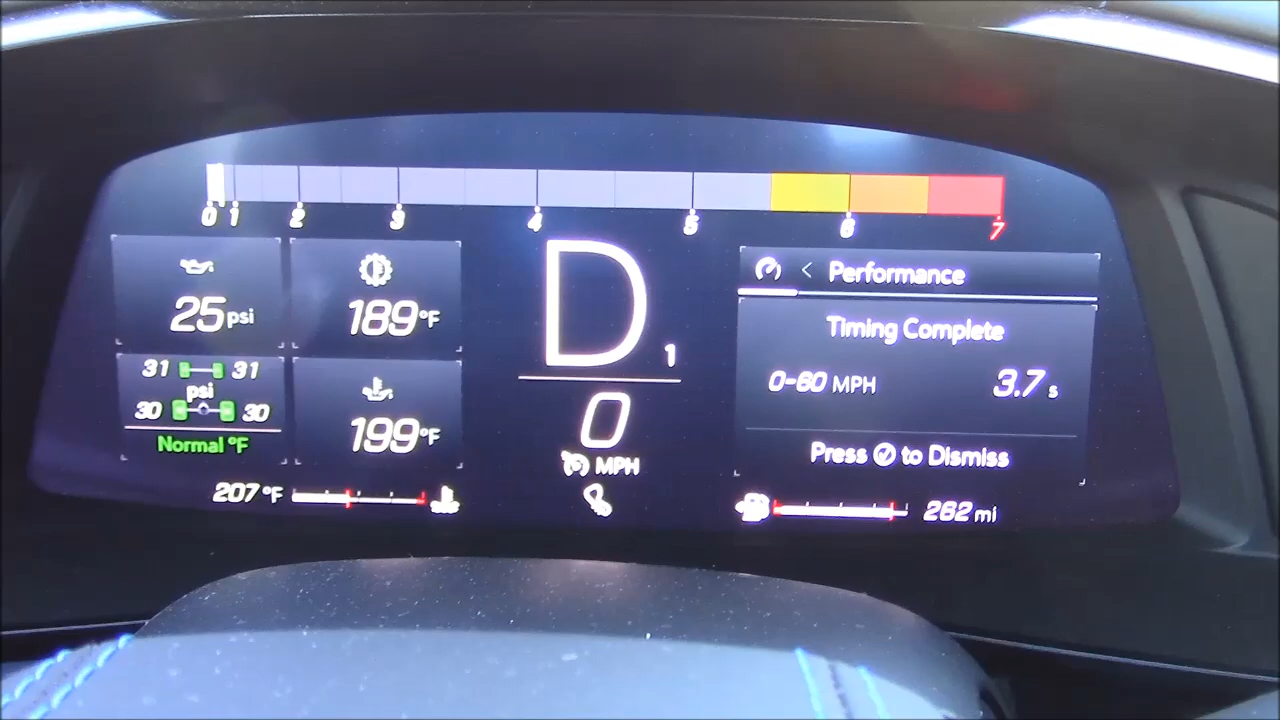 0 1 2 3 4 5 6 7
25 psi
189 °F
31 31
psi
30 30
Normal °F
199 °F
207 °F
D 1
0
MPH
< Performance
Timing Complete
0-60 MPH 3.7 s
Press ✓ to Dismiss
262 mi